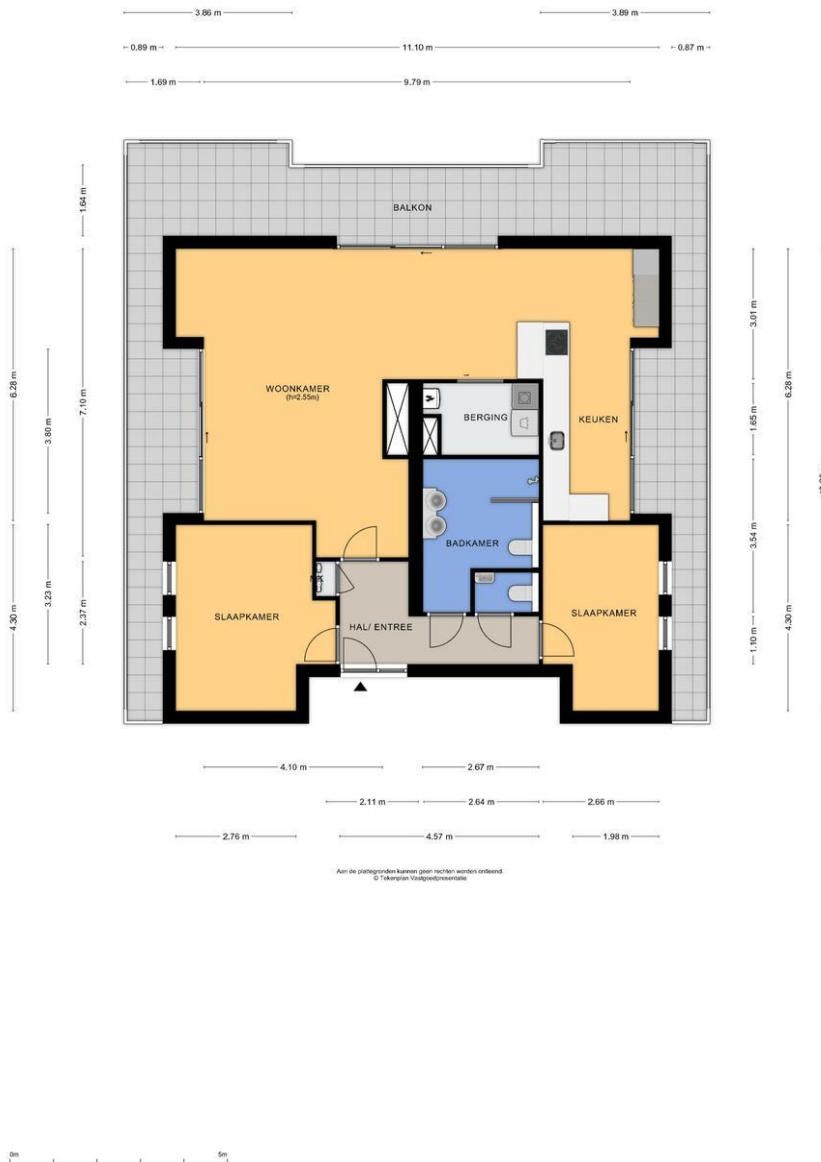 3.86 m
3.89 m
0.89 m
11.10 m
0.87 m
1.69 m
9.79 m
1.64 m
BALKON
6.28 m
3.80 m
7.10 m
3.01 m
6.28 m
WOONKAMER
(h=2.55m)
BERGING
KEUKEN
1.65 m
BADKAMER
3.54 m
4.30 m
3.23 m
2.37 m
SLAAPKAMER
HAL/ ENTREE
SLAAPKAMER
1.10 m
4.30 m
4.10 m
2.67 m
2.11 m
2.64 m
2.66 m
2.76 m
4.57 m
1.98 m
Aan de plattegronden kunnen geen rechten worden ontleend.
© Tekenplan Vastgoedpresentatie
0m
5m